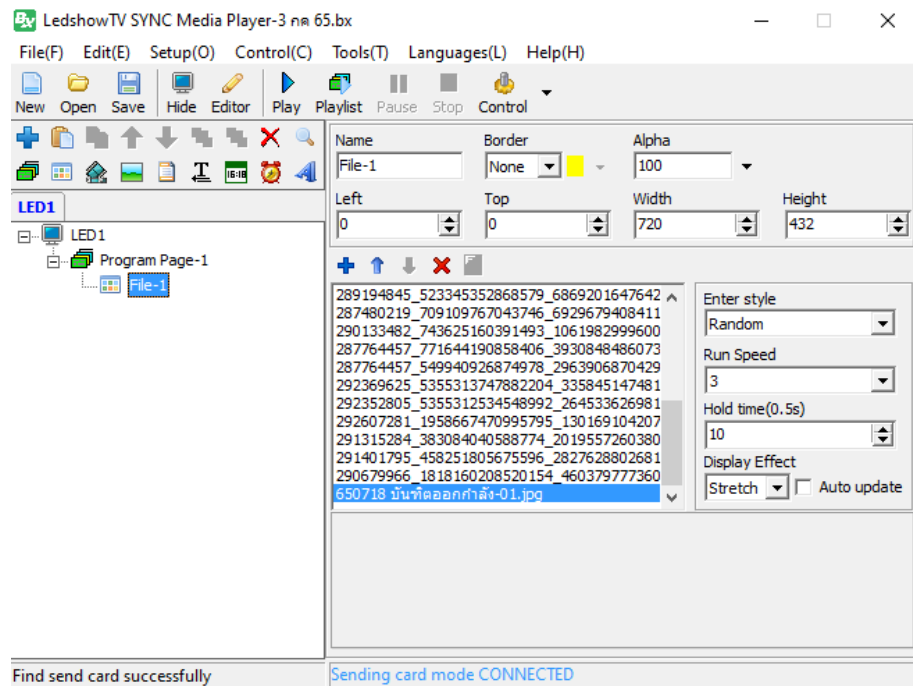 BX LedshowTV SYNC Media Player-3 กค 65.bx
File(F) Edit(E) Setup(O) Control(C) Tools(T) Languages(L) Help(H)
New Open Save Hide Editor Play Playlist Pause Stop Control
Name Border Alpha
File-1 None 100
Left Top Width Height
0 0 720 432
LED1
LED1
Program Page-1
File-1
289194845_523345352868579_6869201647642
287480219_709109767043746_6929679408411
290133482_743625160391493_1061982999600
287764457_771644190858406_3930848486073
287764457_549940926874978_2963906870429
292369625_5355313747882204_335845147481
292352805_5355312534548992_264533626981
292607281_1958667470995795_130169104207
291315284_383084040588774_2019557260380
291401795_458251805675596_2827628802681
290679966_1818160208520154_460379777360
650718 บันฑิตออกกำลัง-01.jpg
Enter style
Random
Run Speed
3
Hold time(0.5s)
10
Display Effect
Stretch Auto update
Find send card successfully
Sending card mode CONNECTED